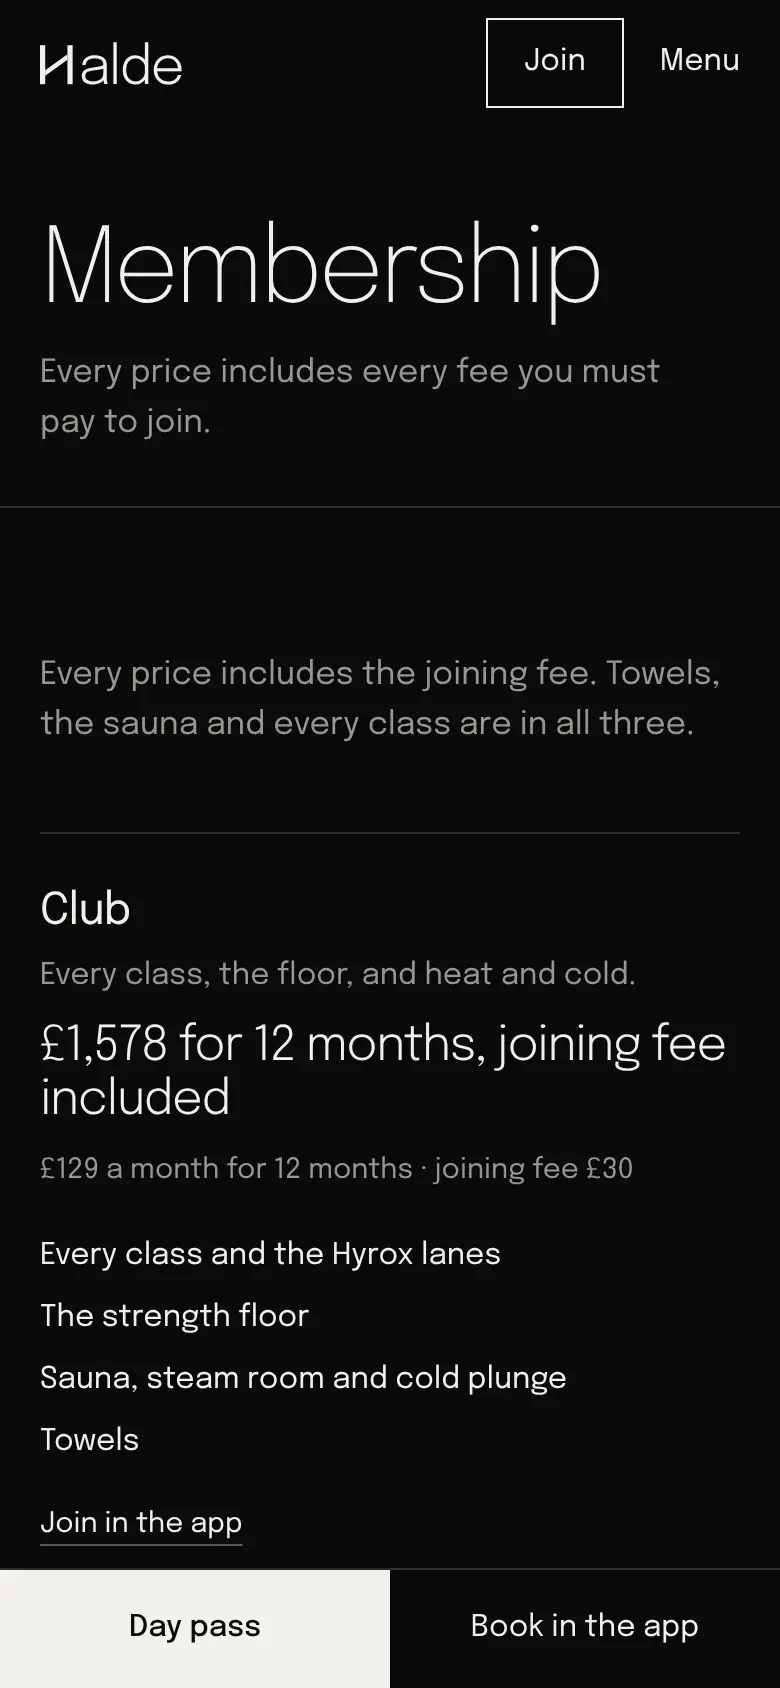 Halde
Join
Menu
Membership
Every price includes every fee you must
pay to join.
Every price includes the joining fee. Towels,
the sauna and every class are in all three.
Club
Every class, the floor, and heat and cold.
£1,578 for 12 months, joining fee
included
£129 a month for 12 months · joining fee £30
Every class and the Hyrox lanes
The strength floor
Sauna, steam room and cold plunge
Towels
Join in the app
Day pass
Book in the app